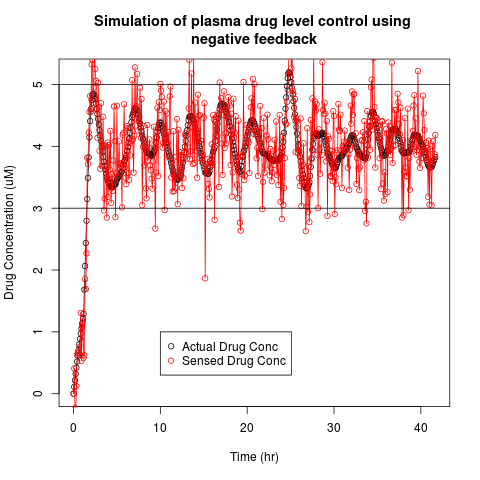 Simulation of plasma drug level control using
negative feedback
Drug Concentration (uM)
5
4
3
2
1
0
Actual Drug Conc
Sensed Drug Conc
0 10 20 30 40
Time (hr)